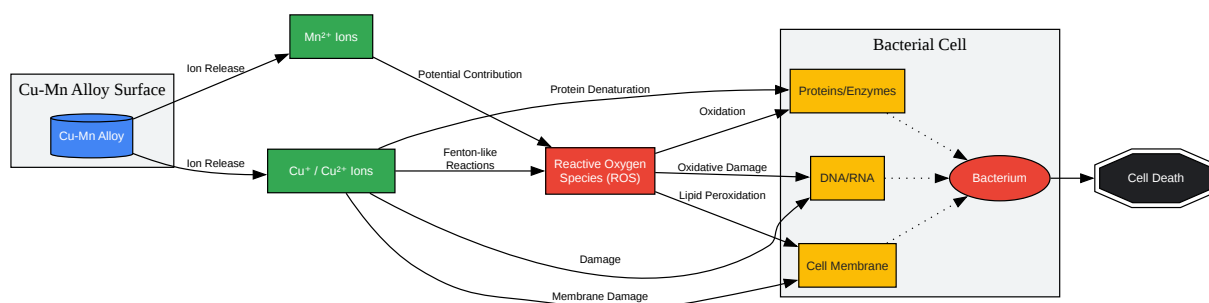 Cu-Mn Alloy Surface
Cu-Mn Alloy
Ion Release
Ion Release
Mn²⁺ Ions
Cu⁺ / Cu²⁺ Ions
Potential Contribution
Protein Denaturation
Fenton-like
Reactions
Damage
Membrane Damage
Reactive Oxygen
Species (ROS)
Oxidation
Oxidative Damage
Lipid Peroxidation
Bacterial Cell
Proteins/Enzymes
DNA/RNA
Cell Membrane
Bacterium
Cell Death